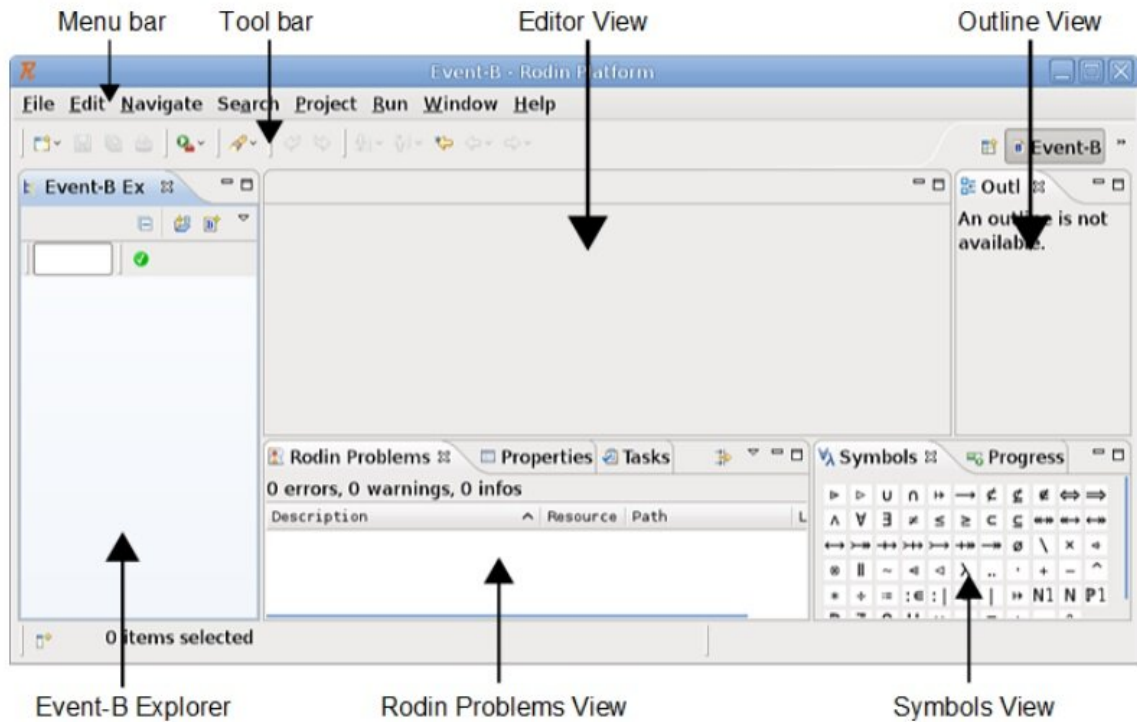 Menu bar Tool bar Editor View Outline View
Event-B - Rodin Platform
File Edit Navigate Search Project Run Window Help
Event-B
Event-B Ex
Outl
An outline is not
available.
Rodin Problems Properties Tasks
Symbols Progress
0 errors, 0 warnings, 0 infos
Description Resource Path L
N1 N P1
0 items selected
Event-B Explorer Rodin Problems View Symbols View